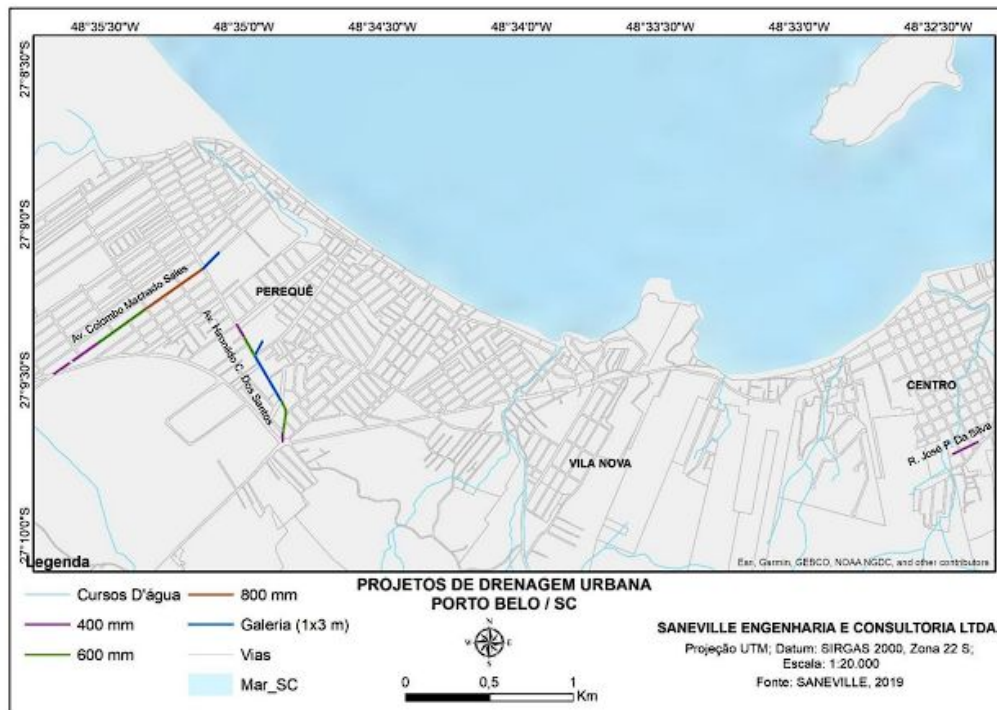 48°35'30"W 48°35'0"W 48°34'30"W 48°34'0"W 48°33'30"W 48°33'0"W 48°32'30"W
27°8'30"S
27°9'0"S
27°9'30"S
27°10'0"S
Av. Colombo Machado Sales
PEREQUÊ
Av. Hironildo C. Dos Santos
CENTRO
R. José P. Da Silva
VILA NOVA
Esri, Garmin, GEBCO, NOAA NGDC, and other contributors
Legenda
Cursos D'água
400 mm
600 mm
800 mm
Galeria (1x3 m)
Vias
Mar_SC
PROJETOS DE DRENAGEM URBANA
PORTO BELO / SC
N
W E
S
0 0,5 1
Km
SANEVILLE ENGENHARIA E CONSULTORIA LTDA
Projeção UTM; Datum: SIRGAS 2000, Zona 22 S;
Escala: 1:20.000
Fonte: SANEVILLE, 2019